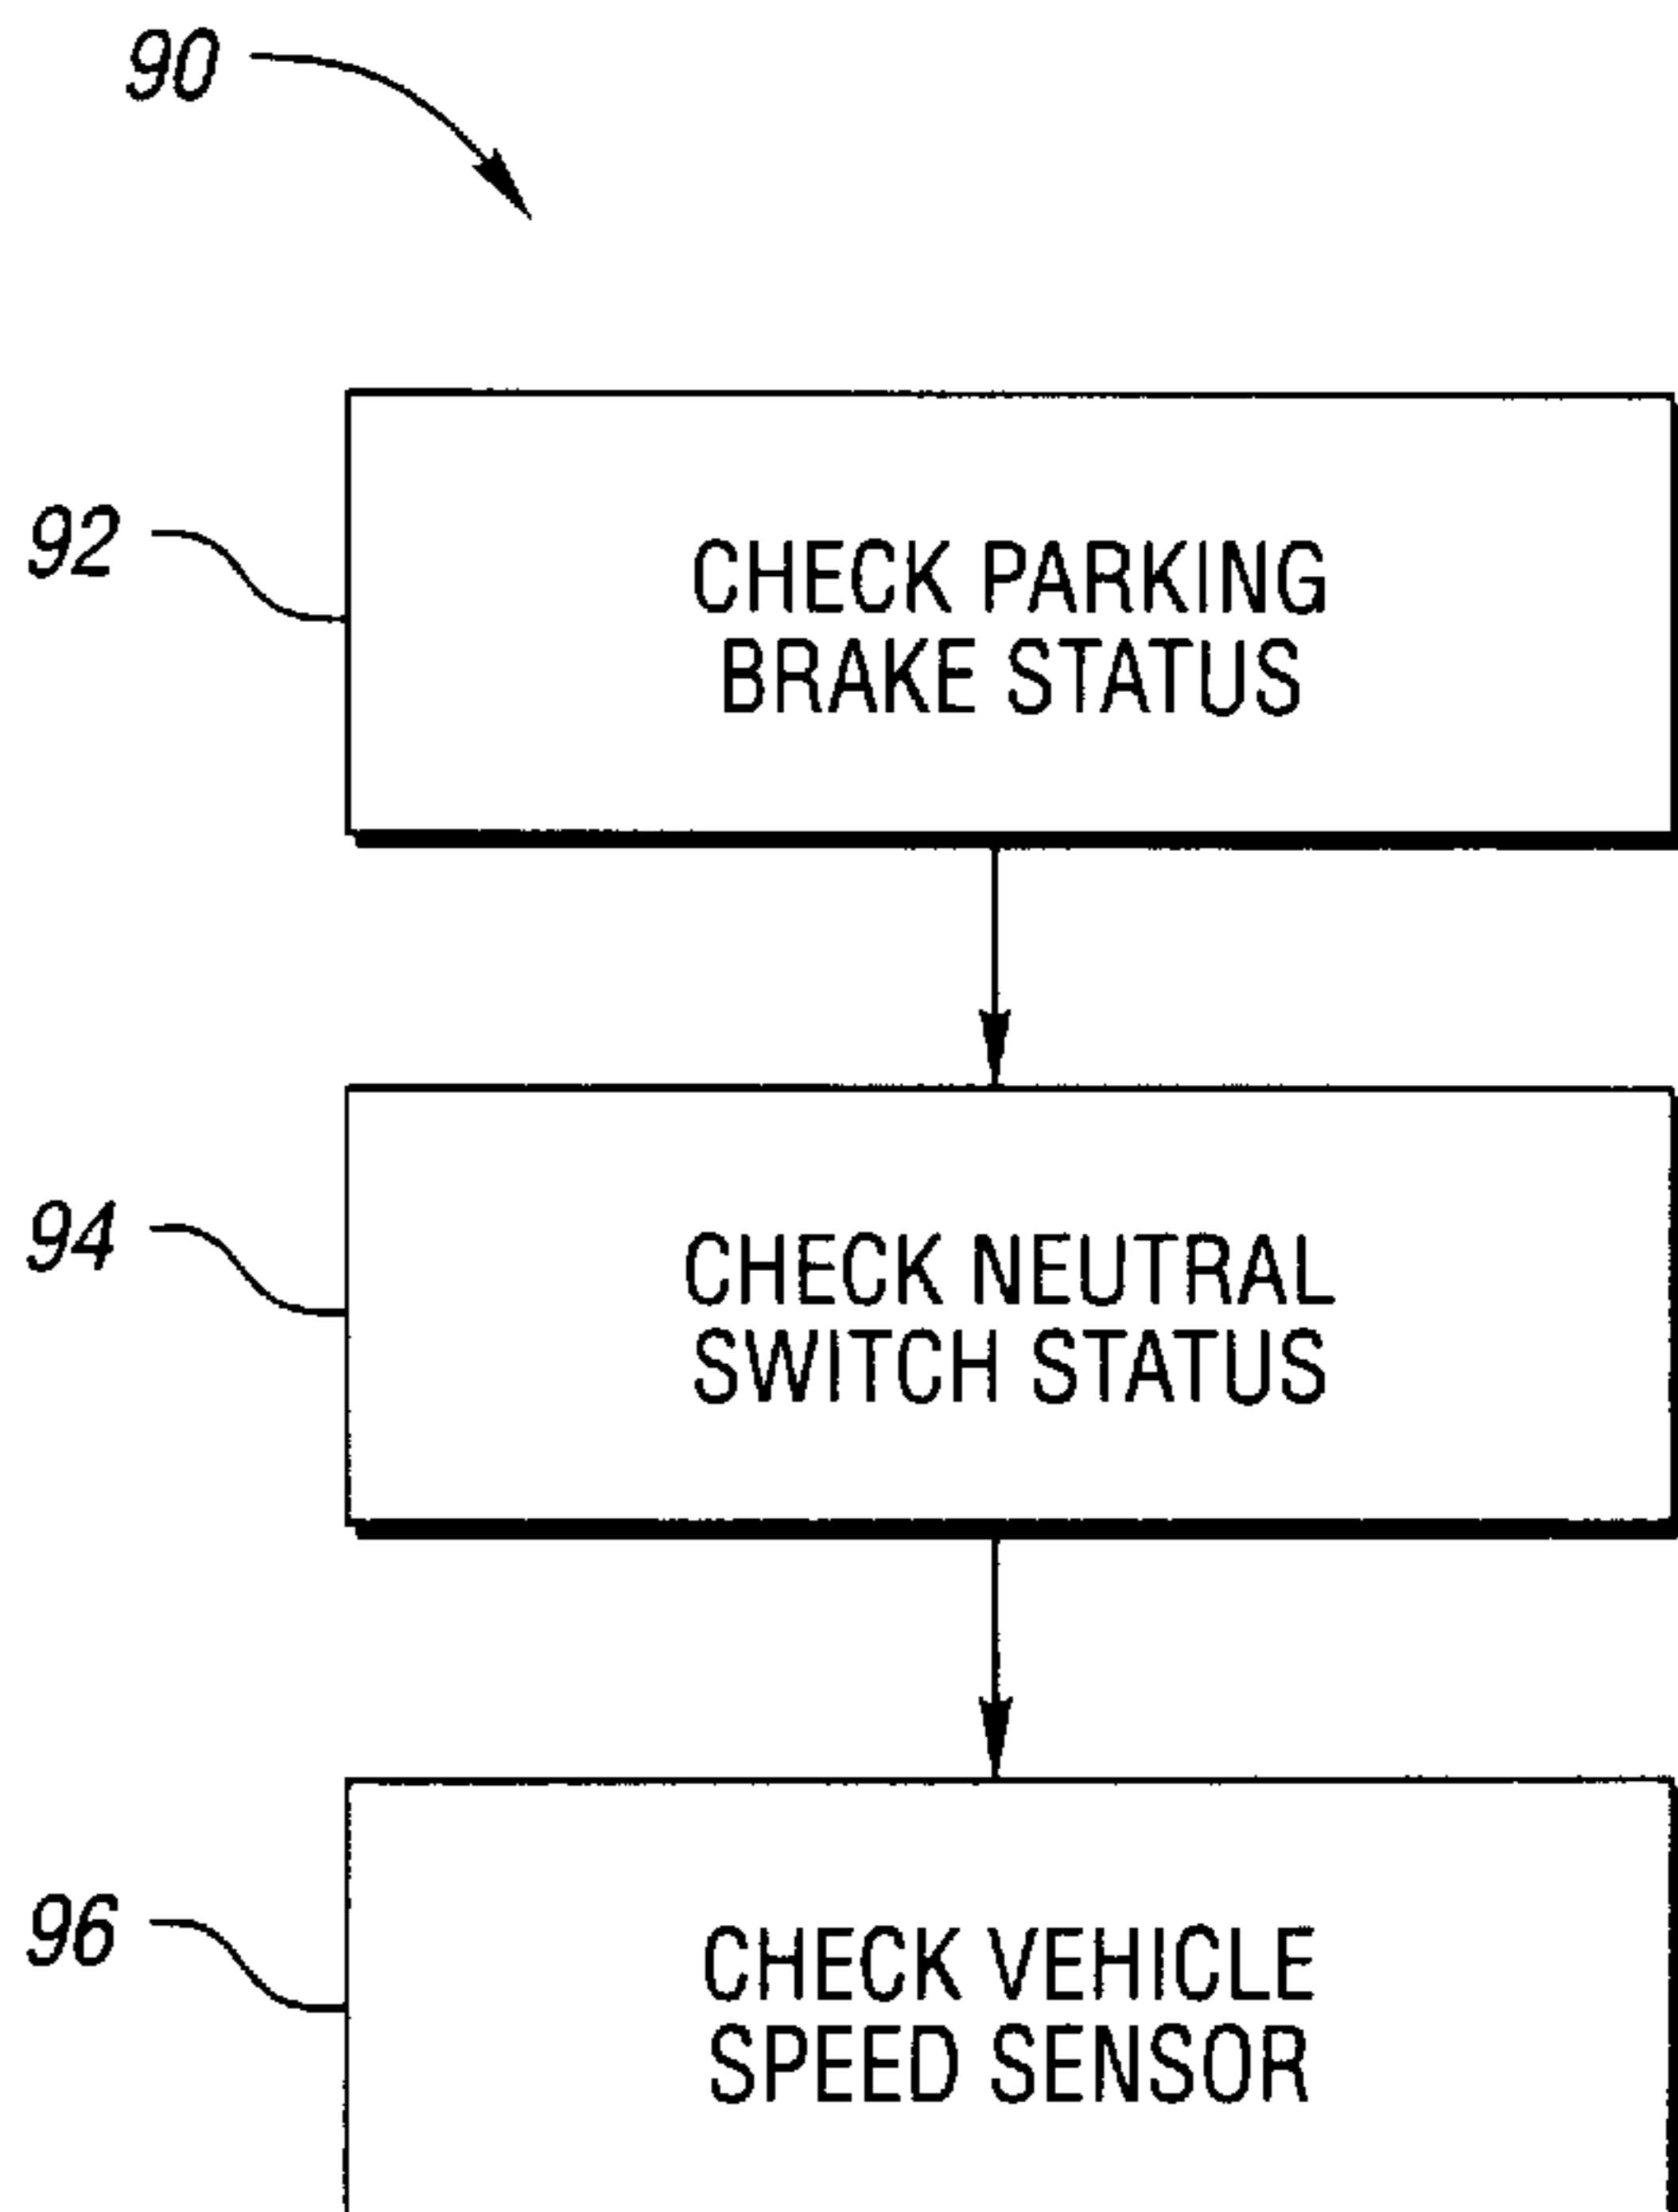 90
92
CHECK PARKING
BRAKE STATUS
94
CHECK NEUTRAL
SWITCH STATUS
96
CHECK VEHICLE
SPEED SENSOR